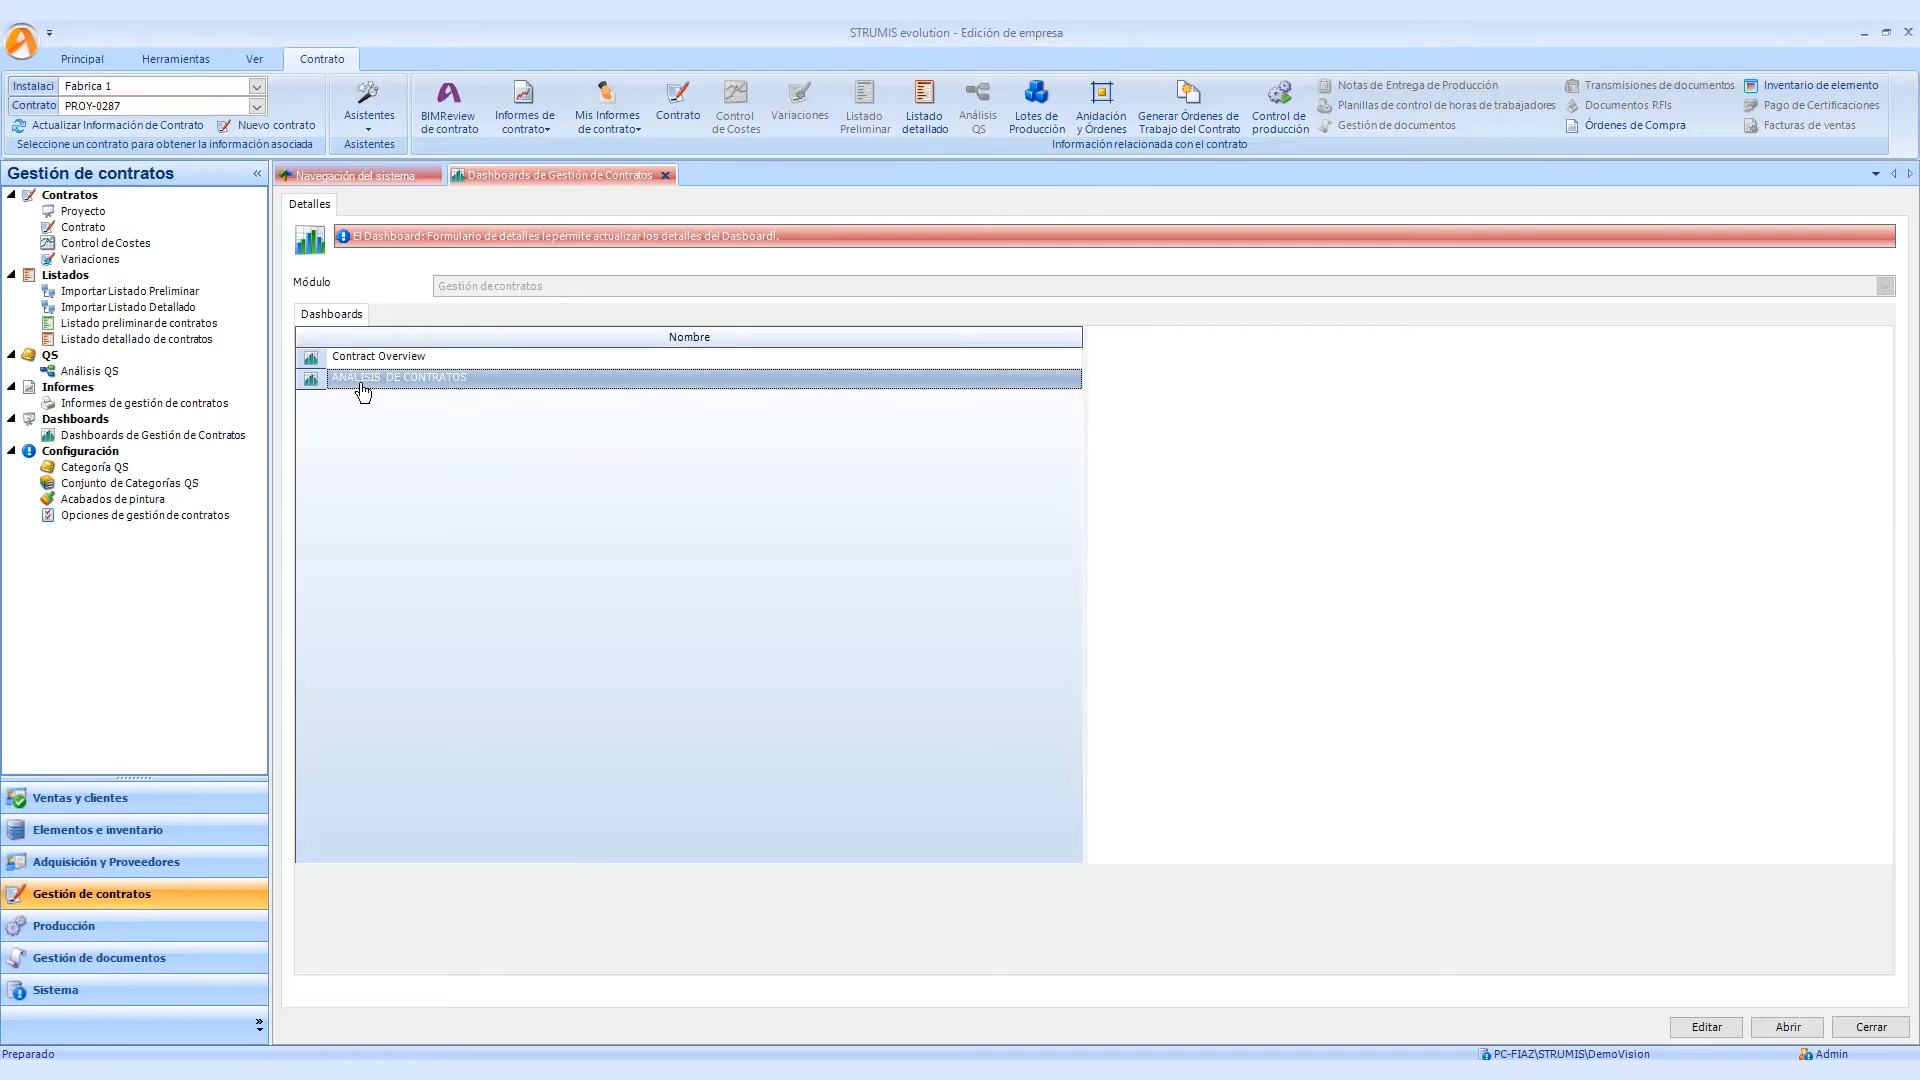 STRUMIS evolution - Edición de empresa
Principal Herramientas Ver Contrato
Instalaci Fabrica 1
Contrato PROY-0287
Actualizar Información de Contrato Nuevo contrato
Seleccione un contrato para obtener la información asociada
Asistentes
Asistentes
BIMReview de contrato
Informes de contrato
Mis Informes de contrato
Contrato
Control de Costes
Variaciones
Listado Preliminar
Listado detallado
Análisis QS
Lotes de Producción
Anidación y Órdenes
Generar Órdenes de Trabajo del Contrato
Control de producción
Notas de Entrega de Producción
Planillas de control de horas de trabajadores
Gestión de documentos
Transmisiones de documentos
Documentos RFIs
Órdenes de Compra
Inventario de elemento
Pago de Certificaciones
Facturas de ventas
Información relacionada con el contrato
Gestión de contratos
Contratos
Proyecto
Contrato
Control de Costes
Variaciones
Listados
Importar Listado Preliminar
Importar Listado Detallado
Listado preliminar de contratos
Listado detallado de contratos
QS
Análisis QS
Informes
Informes de gestión de contratos
Dashboards
Dashboards de Gestión de Contratos
Configuración
Categoría QS
Conjunto de Categorías QS
Acabados de pintura
Opciones de gestión de contratos
Ventas y clientes
Elementos e inventario
Adquisición y Proveedores
Gestión de contratos
Producción
Gestión de documentos
Sistema
Navegación del sistema
Dashboards de Gestión de Contratos
Detalles
El Dashboard; Formulario de detalles le permite actualizar los detalles del Dasboardl.
Módulo
Gestión de contratos
Dashboards
Nombre
Contract Overview
ANÁLISIS DE CONTRATOS
Editar Abrir Cerrar
Preparado
PC-FIAZ\STRUMIS\DemoVision
Admin